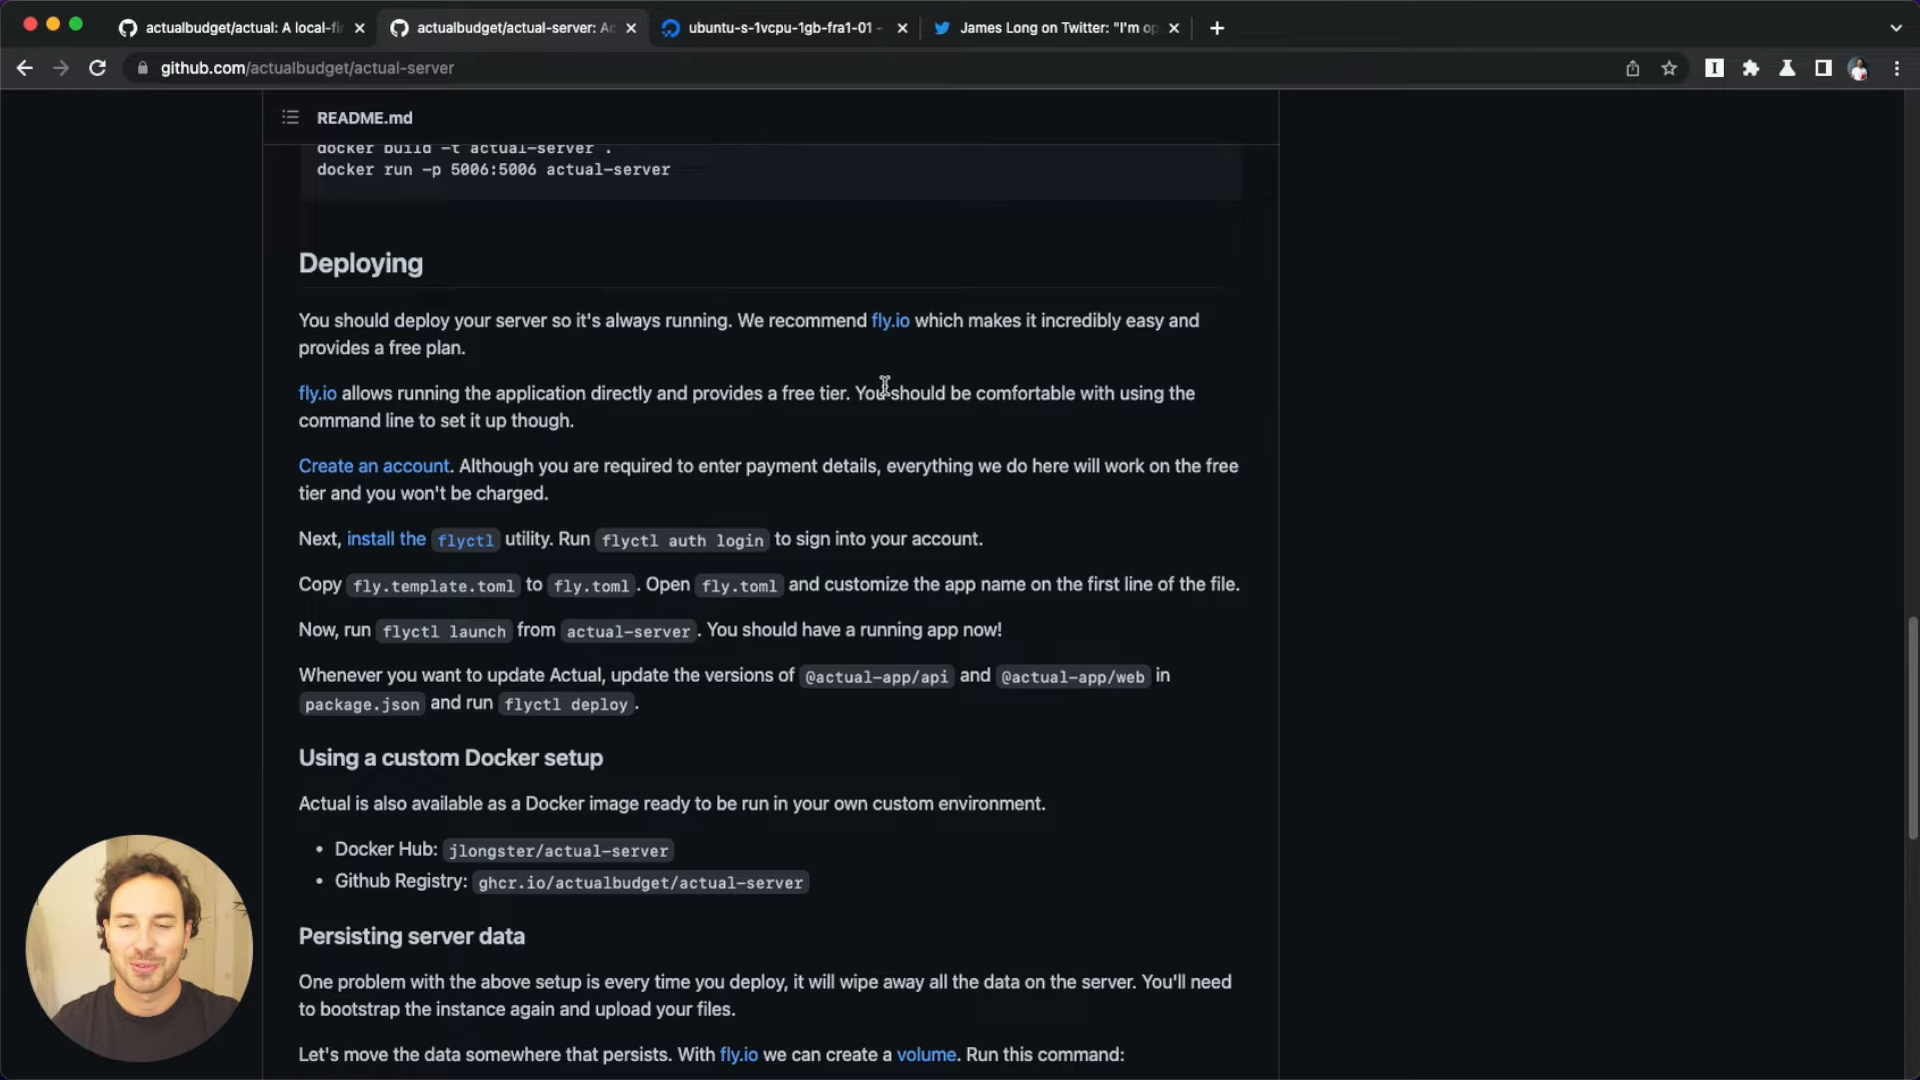 actualbudget/actual: A local-fi
actualbudget/actual-server: Ac
ubuntu-s-1vcpu-1gb-fra1-01 -
James Long on Twitter: "I'm op
github.com/actualbudget/actual-server
README.md
docker build -t actual-server .
docker run -p 5006:5006 actual-server
Deploying
You should deploy your server so it's always running. We recommend fly.io which makes it incredibly easy and
provides a free plan.
fly.io allows running the application directly and provides a free tier. You should be comfortable with using the
command line to set it up though.
Create an account. Although you are required to enter payment details, everything we do here will work on the free
tier and you won't be charged.
Next, install the flyctl utility. Run flyctl auth login to sign into your account.
Copy fly.template.toml to fly.toml. Open fly.toml and customize the app name on the first line of the file.
Now, run flyctl launch from actual-server. You should have a running app now!
Whenever you want to update Actual, update the versions of @actual-app/api and @actual-app/web in
package.json and run flyctl deploy.
Using a custom Docker setup
Actual is also available as a Docker image ready to be run in your own custom environment.
• Docker Hub: jlongster/actual-server
• Github Registry: ghcr.io/actualbudget/actual-server
Persisting server data
One problem with the above setup is every time you deploy, it will wipe away all the data on the server. You'll need
to bootstrap the instance again and upload your files.
Let's move the data somewhere that persists. With fly.io we can create a volume. Run this command: